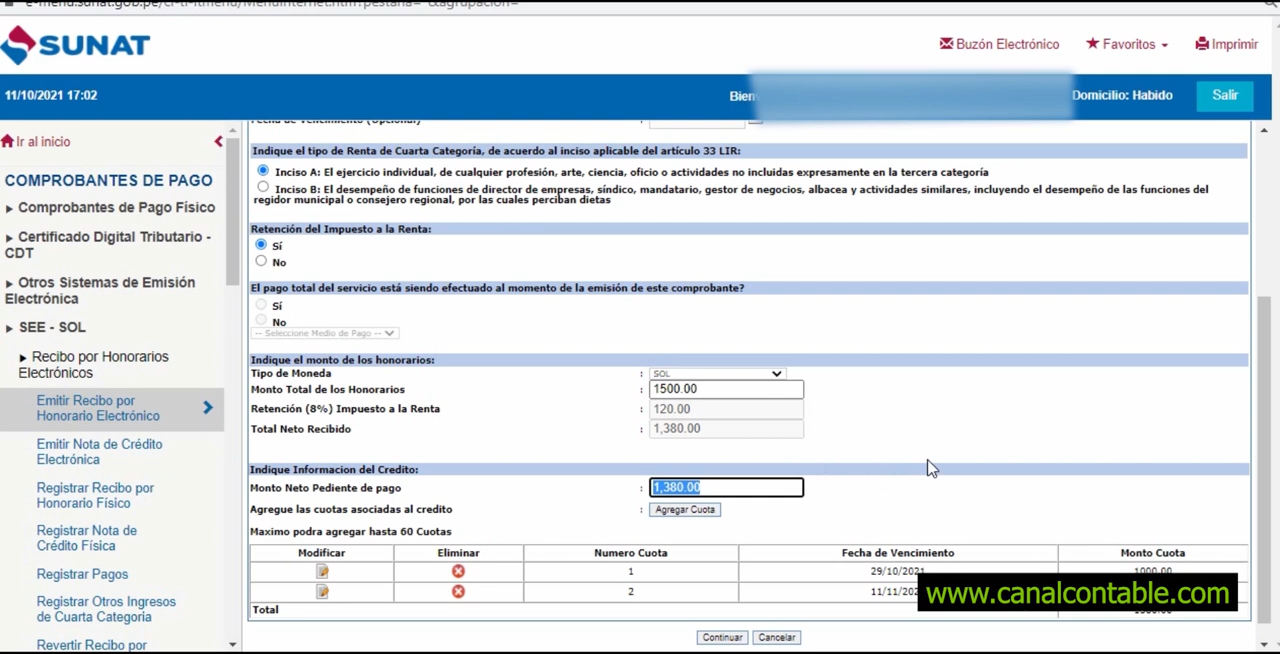 SUNAT
Buzón Electrónico
Favoritos
Imprimir
11/10/2021 17:02
Domicilio: Habido
Salir
Ir al inicio
COMPROBANTES DE PAGO
Comprobantes de Pago Físico
Certificado Digital Tributario -
CDT
Otros Sistemas de Emisión
Electrónica
SEE - SOL
Recibo por Honorarios
Electrónicos
Emitir Recibo por
Honorario Electrónico
Emitir Nota de Crédito
Electrónica
Registrar Recibo por
Honorario Físico
Registrar Nota de
Crédito Física
Registrar Pagos
Registrar Otros Ingresos
de Cuarta Categoria
Revertir Recibo por
Indique el tipo de Renta de Cuarta Categoría, de acuerdo al inciso aplicable del artículo 33 LIR:
Inciso A: El ejercicio individual, de cualquier profesión, arte, ciencia, oficio o actividades no incluidas expresamente en la tercera categoría
Inciso B: El desempeño de funciones de director de empresas, síndico, mandatario, gestor de negocios, albacea y actividades similares, incluyendo el desempeño de las funciones del
regidor municipal o consejero regional, por las cuales perciban dietas
Retención del Impuesto a la Renta:
Sí
No
El pago total del servicio está siendo efectuado al momento de la emisión de este comprobante?
Sí
No
-- Seleccione Medio de Pago --
Indique el monto de los honorarios:
Tipo de Moneda : SOL
Monto Total de los Honorarios : 1500.00
Retención (8%) Impuesto a la Renta : 120.00
Total Neto Recibido : 1,380.00
Indique Informacion del Credito:
Monto Neto Pediente de pago : 1,380.00
Agregue las cuotas asociadas al credito : Agregar Cuota
Maximo podra agregar hasta 60 Cuotas
Modificar Eliminar Numero Cuota Fecha de Vencimiento Monto Cuota
1 29/10/2021 1000.00
2 11/11/202
Total
www.canalcontable.com
Continuar Cancelar